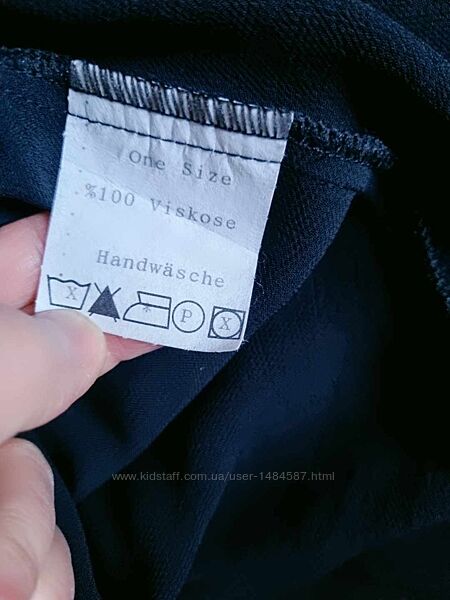 One Size
%100 Viskose
Handwäsche
X P X
www.kidstaff.com.ua/user-1484587.html